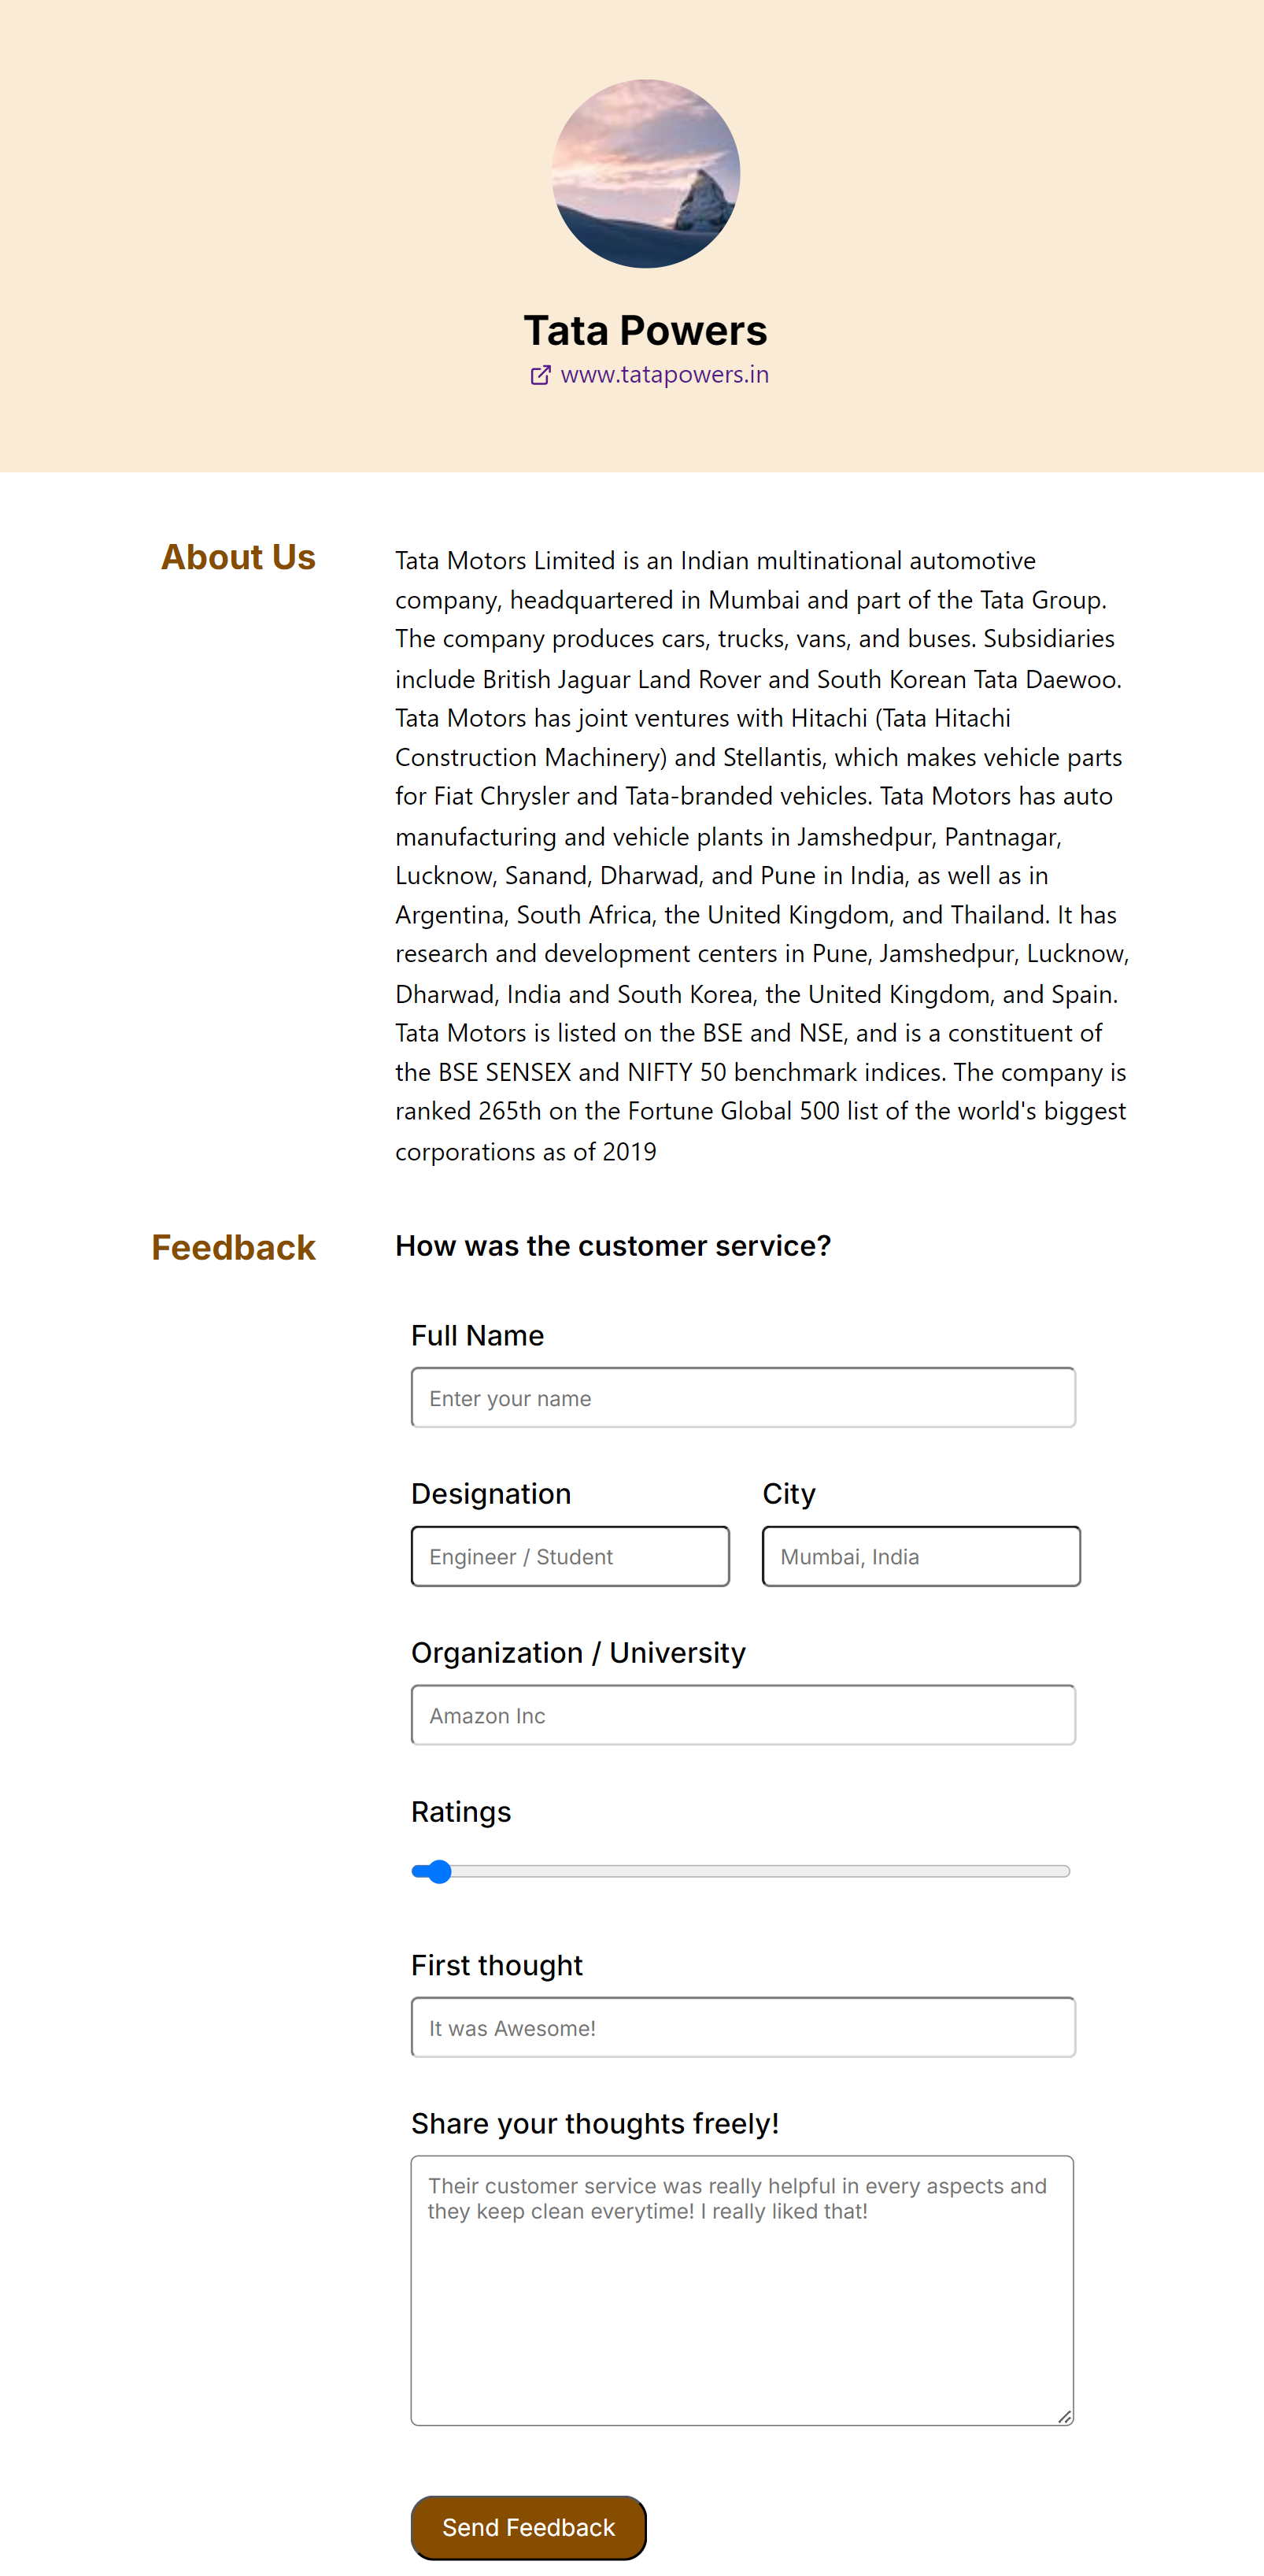 Tata Powers
www.tatapowers.in
About Us
Tata Motors Limited is an Indian multinational automotive
company, headquartered in Mumbai and part of the Tata Group.
The company produces cars, trucks, vans, and buses. Subsidiaries
include British Jaguar Land Rover and South Korean Tata Daewoo.
Tata Motors has joint ventures with Hitachi (Tata Hitachi
Construction Machinery) and Stellantis, which makes vehicle parts
for Fiat Chrysler and Tata-branded vehicles. Tata Motors has auto
manufacturing and vehicle plants in Jamshedpur, Pantnagar,
Lucknow, Sanand, Dharwad, and Pune in India, as well as in
Argentina, South Africa, the United Kingdom, and Thailand. It has
research and development centers in Pune, Jamshedpur, Lucknow,
Dharwad, India and South Korea, the United Kingdom, and Spain.
Tata Motors is listed on the BSE and NSE, and is a constituent of
the BSE SENSEX and NIFTY 50 benchmark indices. The company is
ranked 265th on the Fortune Global 500 list of the world's biggest
corporations as of 2019
Feedback
How was the customer service?
Full Name
Enter your name
Designation
City
Engineer / Student
Mumbai, India
Organization / University
Amazon Inc
Ratings
First thought
It was Awesome!
Share your thoughts freely!
Their customer service was really helpful in every aspects and
they keep clean everytime! I really liked that!
Send Feedback